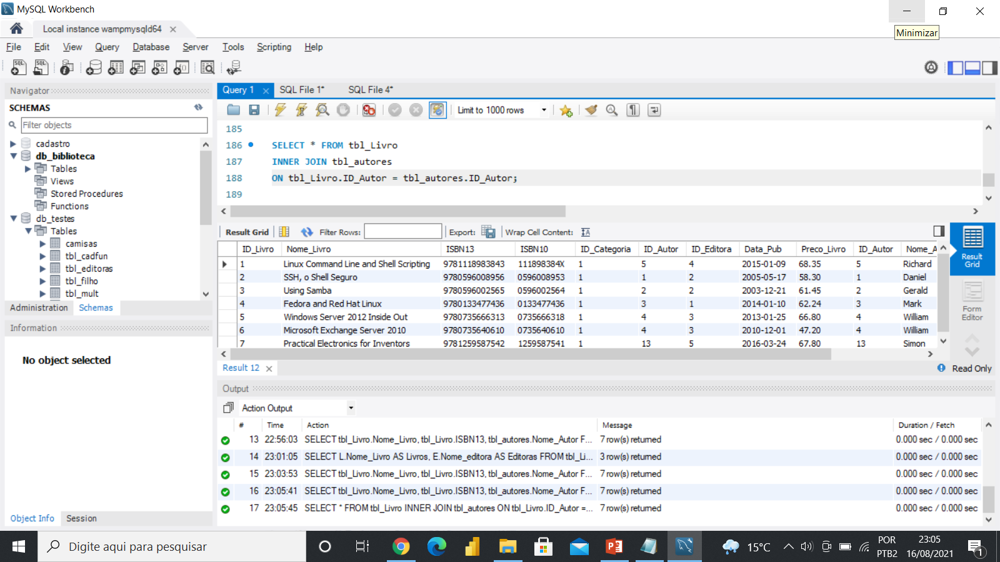 MySQL Workbench
Minimizar
Local instance wampmysqld64
File Edit View Query Database Server Tools Scripting Help
Navigator
SCHEMAS
Filter objects
cadastro
db_biblioteca
Tables
Views
Stored Procedures
Functions
db_testes
Tables
camisas
tbl_cadfun
tbl_editoras
tbl_filho
tbl_mult
Administration Schemas
Information
No object selected
Object Info Session
Query 1 SQL File 1* SQL File 4*
Limit to 1000 rows
185
186 SELECT * FROM tbl_Livro
187 INNER JOIN tbl_autores
188 ON tbl_Livro.ID_Autor = tbl_autores.ID_Autor;
189
Result Grid Filter Rows: Export: Wrap Cell Content:
ID_Livro Nome_Livro ISBN13 ISBN10 ID_Categoria ID_Autor ID_Editora Data_Pub Preco_Livro ID_Autor Nome_A
1 Linux Command Line and Shell Scripting 9781118983843 111898384X 1 5 4 2015-01-09 68.35 5 Richard
2 SSH, o Shell Seguro 9780596008956 0596008953 1 1 2 2005-05-17 58.30 1 Daniel
3 Using Samba 9780596002565 0596002564 1 2 2 2003-12-21 61.45 2 Gerald
4 Fedora and Red Hat Linux 9780133477436 0133477436 1 3 1 2014-01-10 62.24 3 Mark
5 Windows Server 2012 Inside Out 9780735666313 0735666318 1 4 3 2013-01-25 66.80 4 William
6 Microsoft Exchange Server 2010 9780735640610 0735640610 1 4 3 2010-12-01 47.20 4 William
7 Practical Electronics for Inventors 9781259587542 1259587541 1 13 5 2016-03-24 67.80 13 Simon
Result Grid
Form Editor
Result 12
Read Only
Output
Action Output
# Time Action Message Duration / Fetch
13 22:56:03 SELECT tbl_Livro.Nome_Livro, tbl_Livro.ISBN13, tbl_autores.Nome_Autor F... 7 row(s) returned 0.000 sec / 0.000 sec
14 23:01:05 SELECT L.Nome_Livro AS Livros, E.Nome_editora AS Editoras FROM tbl_Li... 3 row(s) returned 0.000 sec / 0.000 sec
15 23:03:53 SELECT tbl_Livro.Nome_Livro, tbl_Livro.ISBN13, tbl_autores.Nome_Autor F... 7 row(s) returned 0.000 sec / 0.000 sec
16 23:05:41 SELECT tbl_Livro.Nome_Livro, tbl_Livro.ISBN13, tbl_autores.Nome_Autor F... 7 row(s) returned 0.000 sec / 0.000 sec
17 23:05:45 SELECT * FROM tbl_Livro INNER JOIN tbl_autores ON tbl_Livro.ID_Autor =... 7 row(s) returned 0.000 sec / 0.000 sec
Digite aqui para pesquisar
15°C
POR
PTB2
23:05
16/08/2021
1